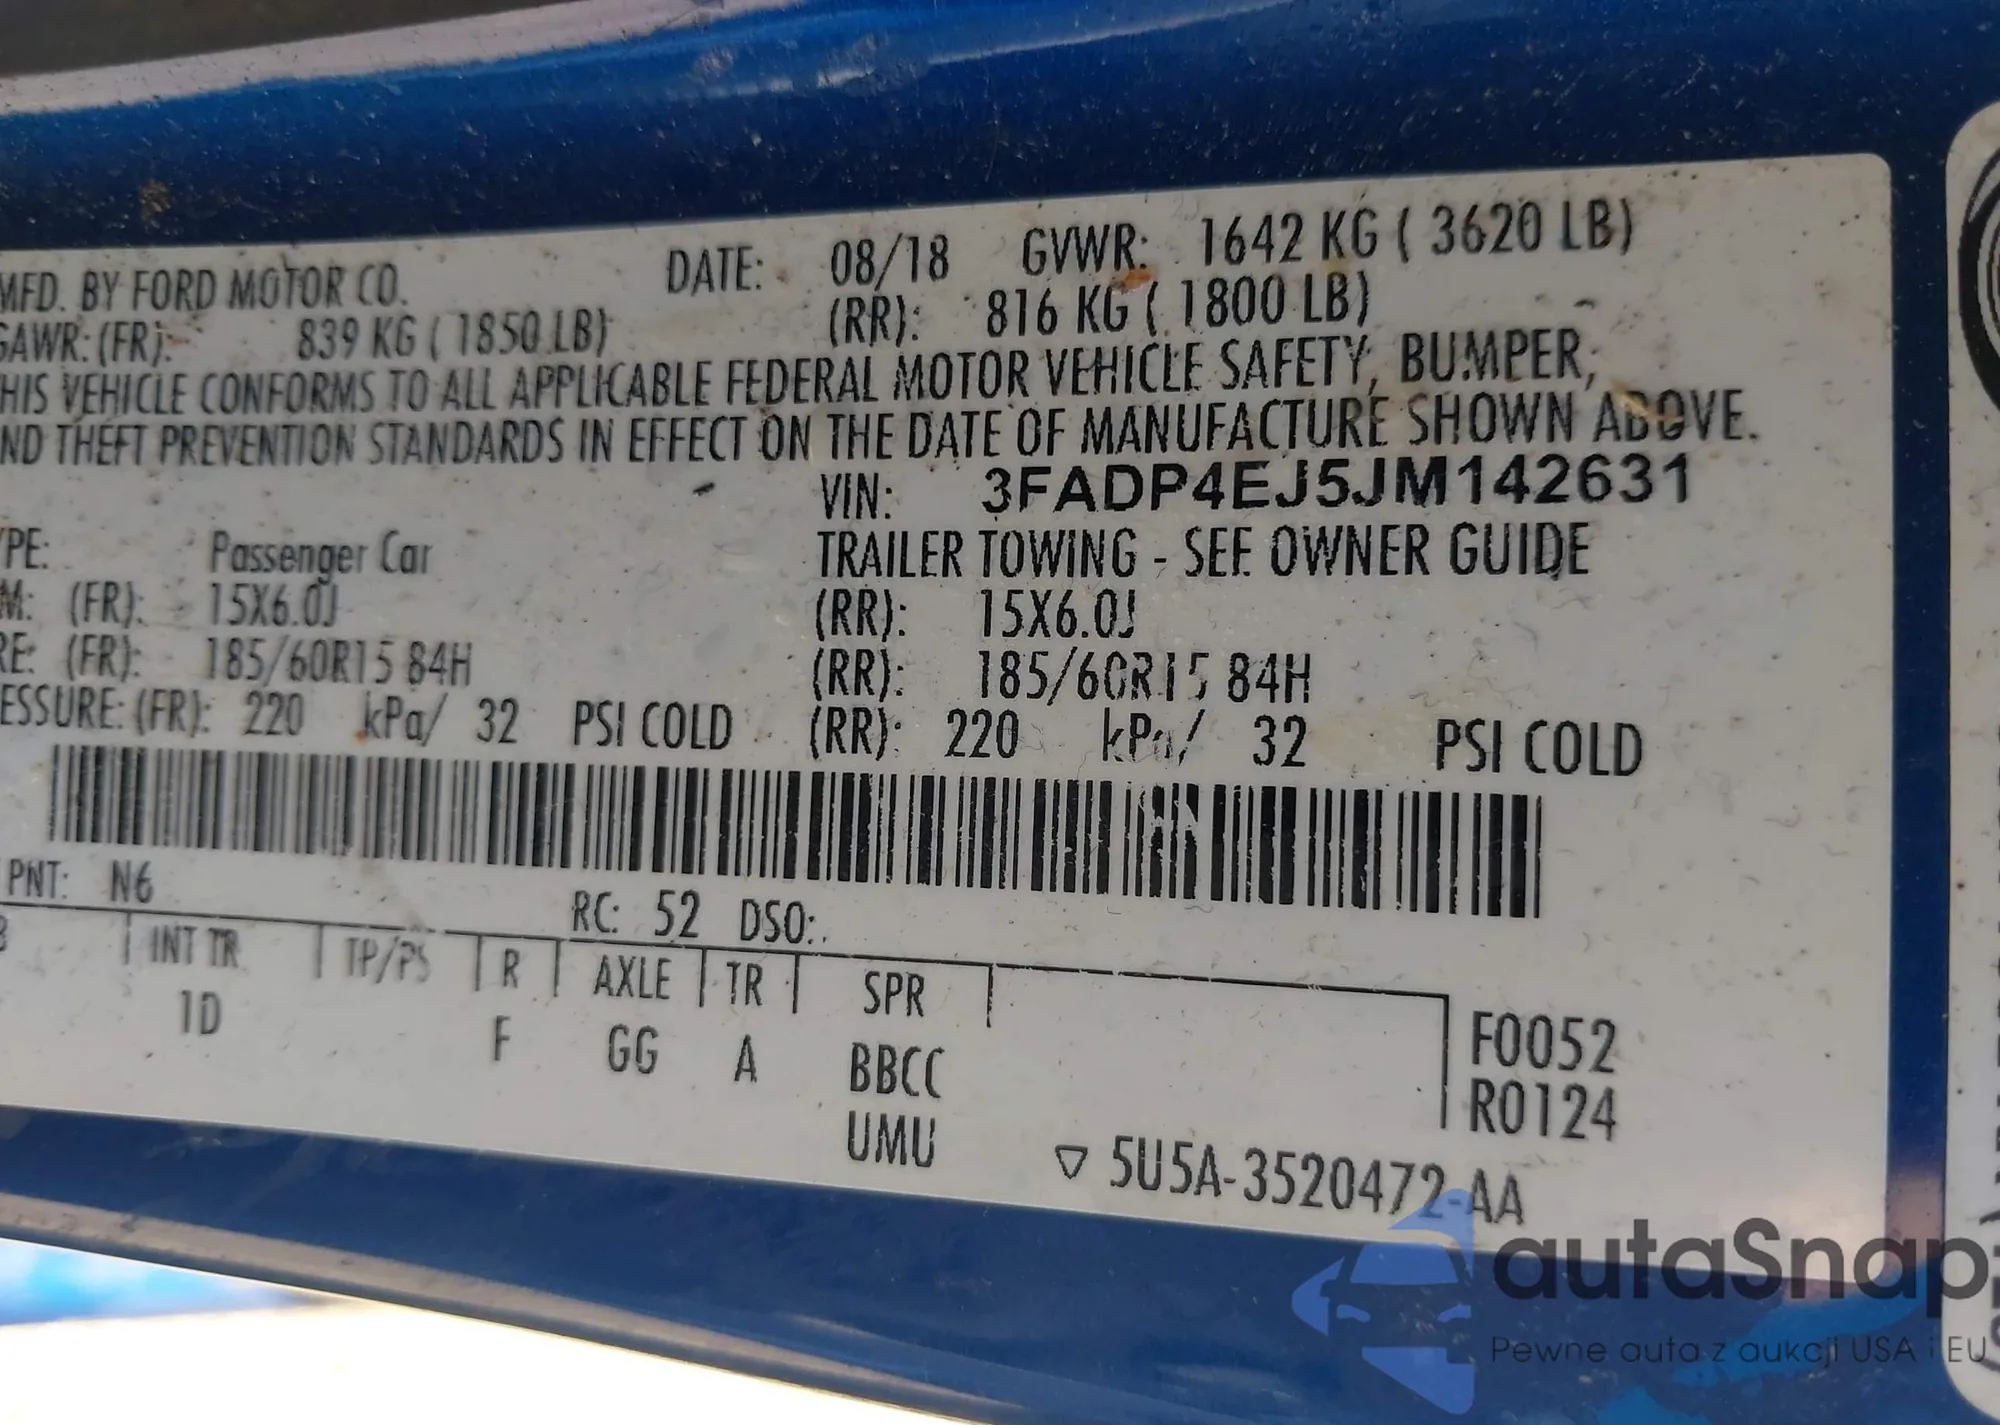 MFD. BY FORD MOTOR CO. DATE: 08/18 GVWR: 1642 KG ( 3620 LB)
GAWR: (FR): 839 KG ( 1850 LB) (RR): 816 KG ( 1800 LB)
THIS VEHICLE CONFORMS TO ALL APPLICABLE FEDERAL MOTOR VEHICLE SAFETY, BUMPER,
ND THEFT PREVENTION STANDARDS IN EFFECT ON THE DATE OF MANUFACTURE SHOWN ABOVE.
VIN: 3FADP4EJ5JM142631
YPE: Passenger Car TRAILER TOWING - SEE OWNER GUIDE
M: (FR): 15X6.0J (RR): 15X6.0J
RE: (FR): 185/60R15 84H (RR): 185/60R15 84H
ESSURE: (FR): 220 kPa/ 32 PSI COLD (RR): 220 kPa/ 32 PSI COLD
PNT: N6 RC: 52 DSO:
INT TR TP/PS R AXLE TR SPR
1D F GG A BBCC
UMU
F0052
R0124
▽ 5U5A-3520472-AA
autaSnap
Pewne auta z aukcji USA i EU